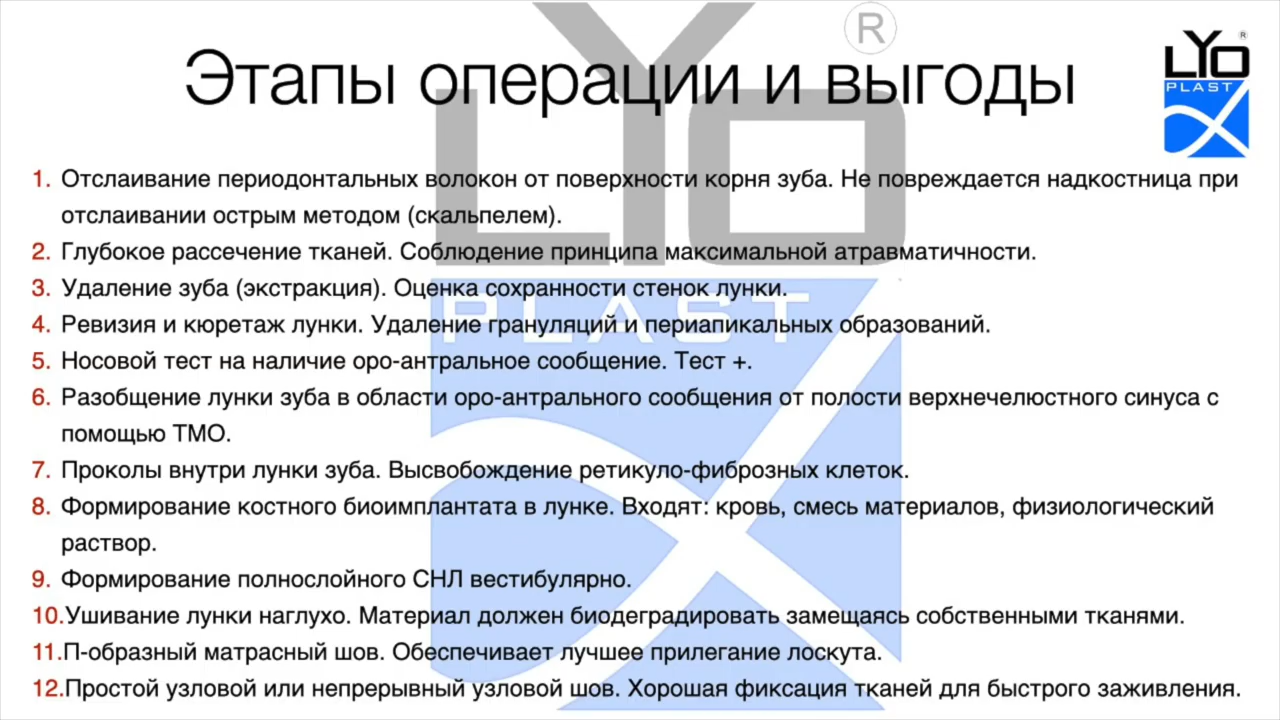 Этапы операции и выгоды
LYO
®
PLAST
LYO
®
PLAST
1. Отслаивание периодонтальных волокон от поверхности корня зуба. Не повреждается надкостница при
отслаивании острым методом (скальпелем).
2. Глубокое рассечение тканей. Соблюдение принципа максимальной атравматичности.
3. Удаление зуба (экстракция). Оценка сохранности стенок лунки.
4. Ревизия и кюретаж лунки. Удаление грануляций и периапикальных образований.
5. Носовой тест на наличие оро-антральное сообщение. Тест +.
6. Разобщение лунки зуба в области оро-антрального сообщения от полости верхнечелюстного синуса с
помощью ТМО.
7. Проколы внутри лунки зуба. Высвобождение ретикуло-фиброзных клеток.
8. Формирование костного биоимплантата в лунке. Входят: кровь, смесь материалов, физиологический
раствор.
9. Формирование полнослойного СНЛ вестибулярно.
10.Ушивание лунки наглухо. Материал должен биодеградировать замещаясь собственными тканями.
11.П-образный матрасный шов. Обеспечивает лучшее прилегание лоскута.
12.Простой узловой или непрерывный узловой шов. Хорошая фиксация тканей для быстрого заживления.